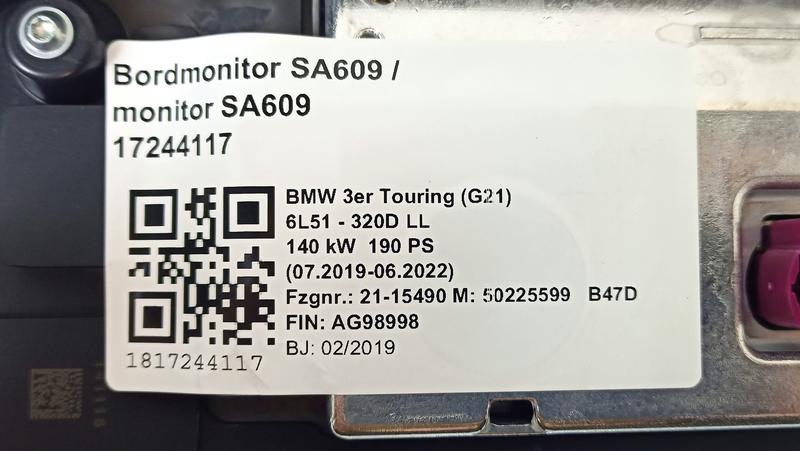 Bordmonitor SA609 /
monitor SA609
17244117
BMW 3er Touring (G21)
6L51 - 320D LL
140 kW 190 PS
(07.2019-06.2022)
Fzgnr.: 21-15490 M: 50225599 B47D
FIN: AG98998
BJ: 02/2019
1817244117